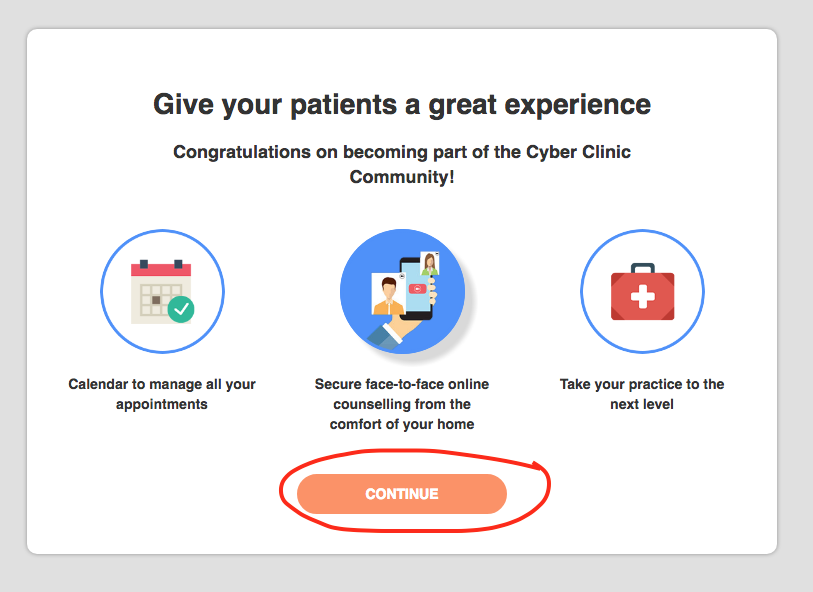 Give your patients a great experience
Congratulations on becoming part of the Cyber Clinic
Community!
Calendar to manage all your
appointments
Secure face-to-face online
counselling from the
comfort of your home
Take your practice to the
next level
CONTINUE